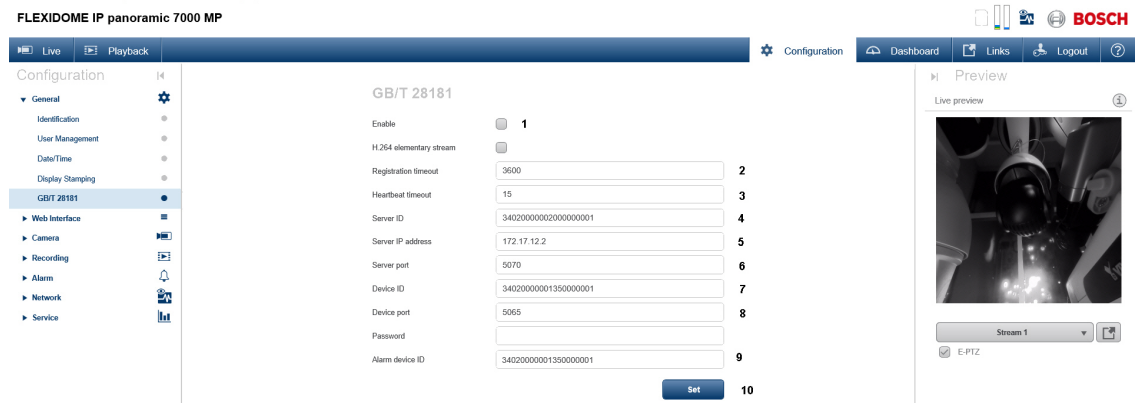 FLEXIDOME IP panoramic 7000 MP
BOSCH
Live Playback Configuration Dashboard Links Logout ?
Configuration
General
Identification
User Management
Date/Time
Display Stamping
GB/T 28181
Web Interface
Camera
Recording
Alarm
Network
Service
GB/T 28181
Enable 1
H.264 elementary stream
Registration timeout 3600 2
Heartbeat timeout 15 3
Server ID 34020000002000000001 4
Server IP address 172.17.12.2 5
Server port 5070 6
Device ID 34020000001350000001 7
Device port 5065 8
Password
Alarm device ID 34020000001350000001 9
Set 10
Preview
Live preview i
Stream 1
E-PTZ